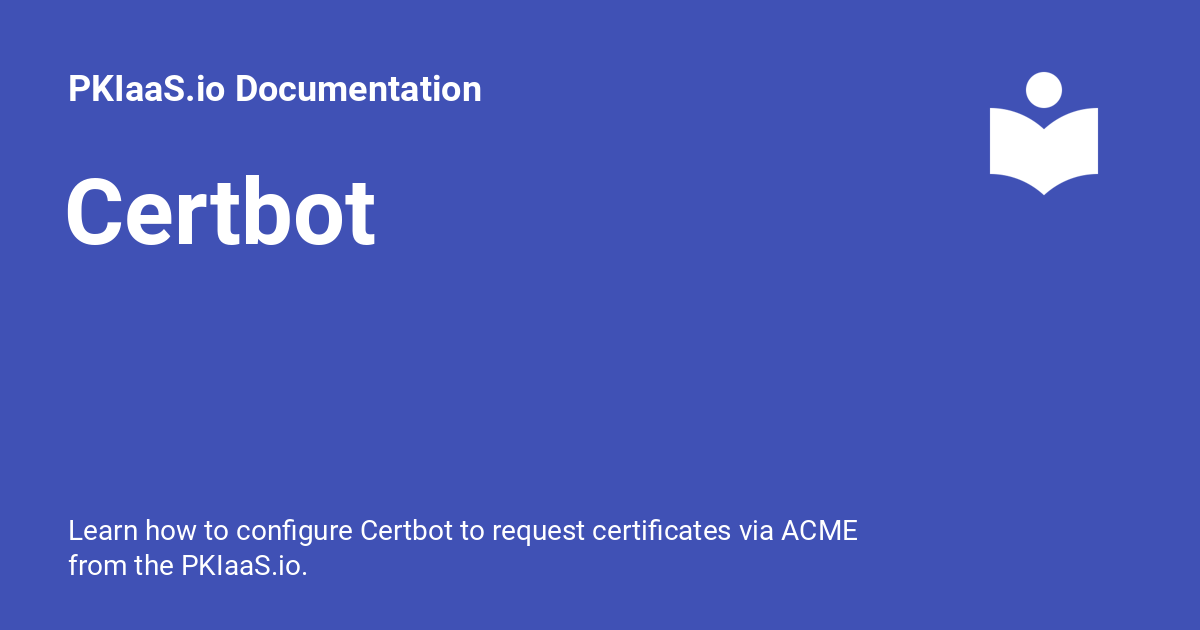 PKIaaS.io Documentation
Certbot
Learn how to configure Certbot to request certificates via ACME
from the PKIaaS.io.